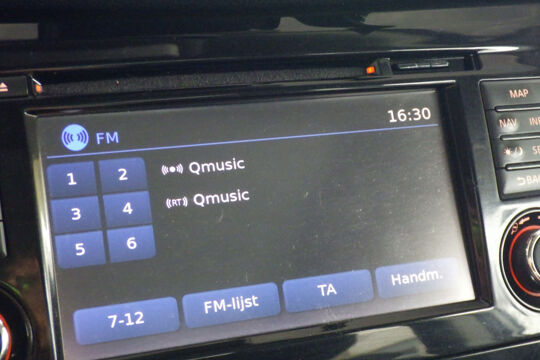 16:30
FM
1 2
3 4
5 6
Qmusic
RT Qmusic
7-12 FM-lijst TA Handm.
MAP
NAV
BACK